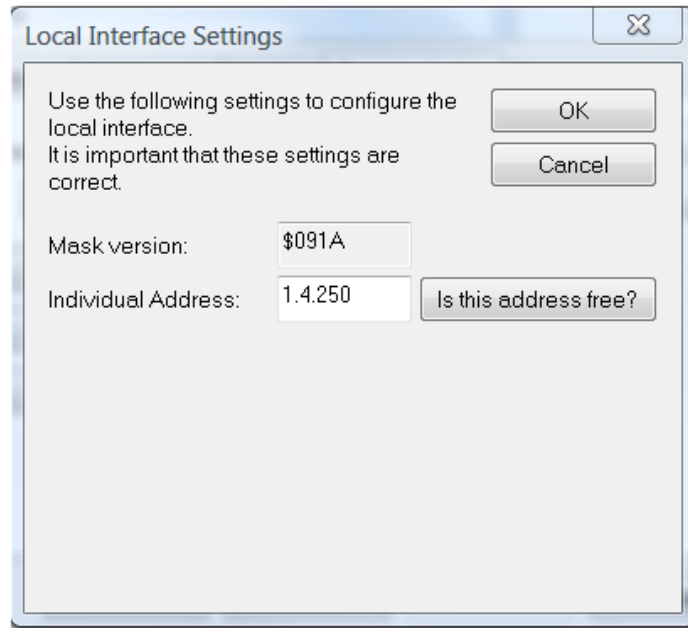 Local Interface Settings
Use the following settings to configure the
local interface.
It is important that these settings are
correct.
OK
Cancel
Mask version:
$091A
Individual Address:
1.4.250
Is this address free?